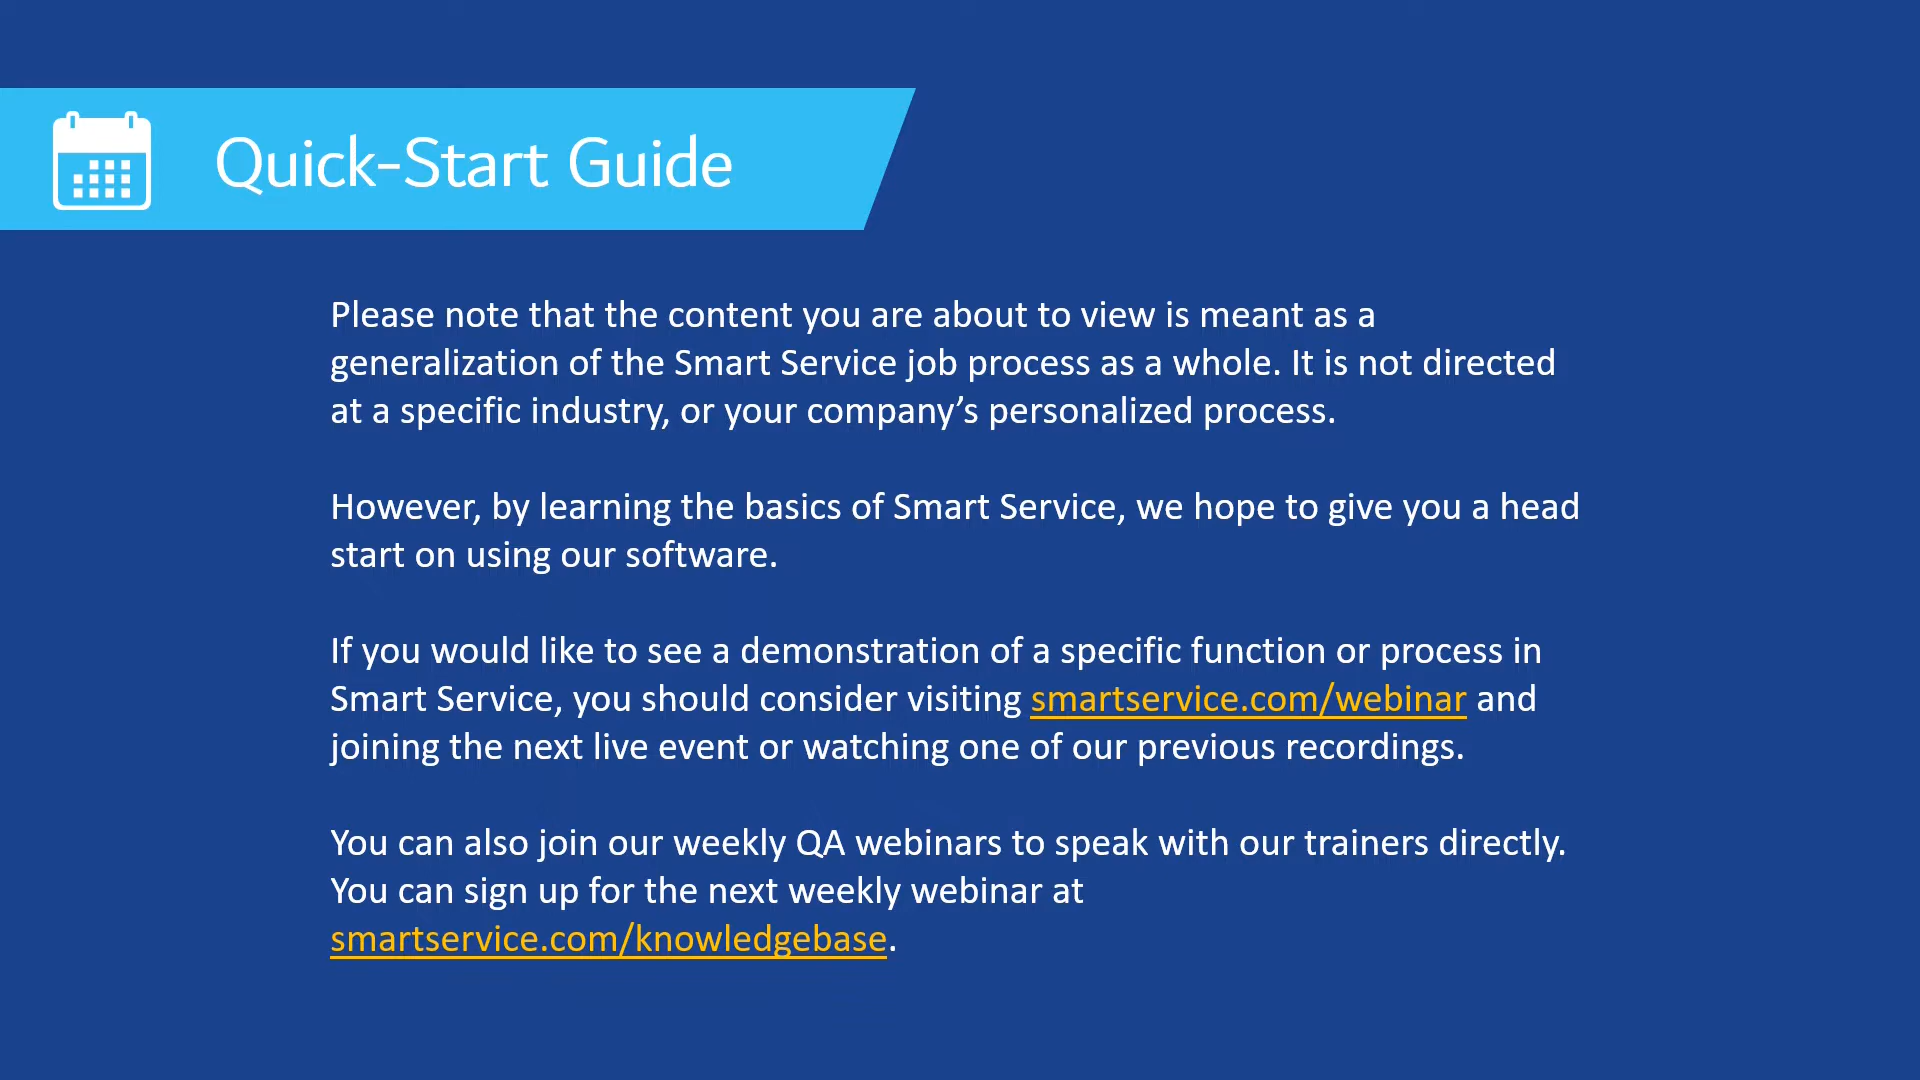 Quick-Start Guide
Please note that the content you are about to view is meant as a
generalization of the Smart Service job process as a whole. It is not directed
at a specific industry, or your company’s personalized process.
However, by learning the basics of Smart Service, we hope to give you a head
start on using our software.
If you would like to see a demonstration of a specific function or process in
Smart Service, you should consider visiting smartservice.com/webinar and
joining the next live event or watching one of our previous recordings.
You can also join our weekly QA webinars to speak with our trainers directly.
You can sign up for the next weekly webinar at
smartservice.com/knowledgebase.